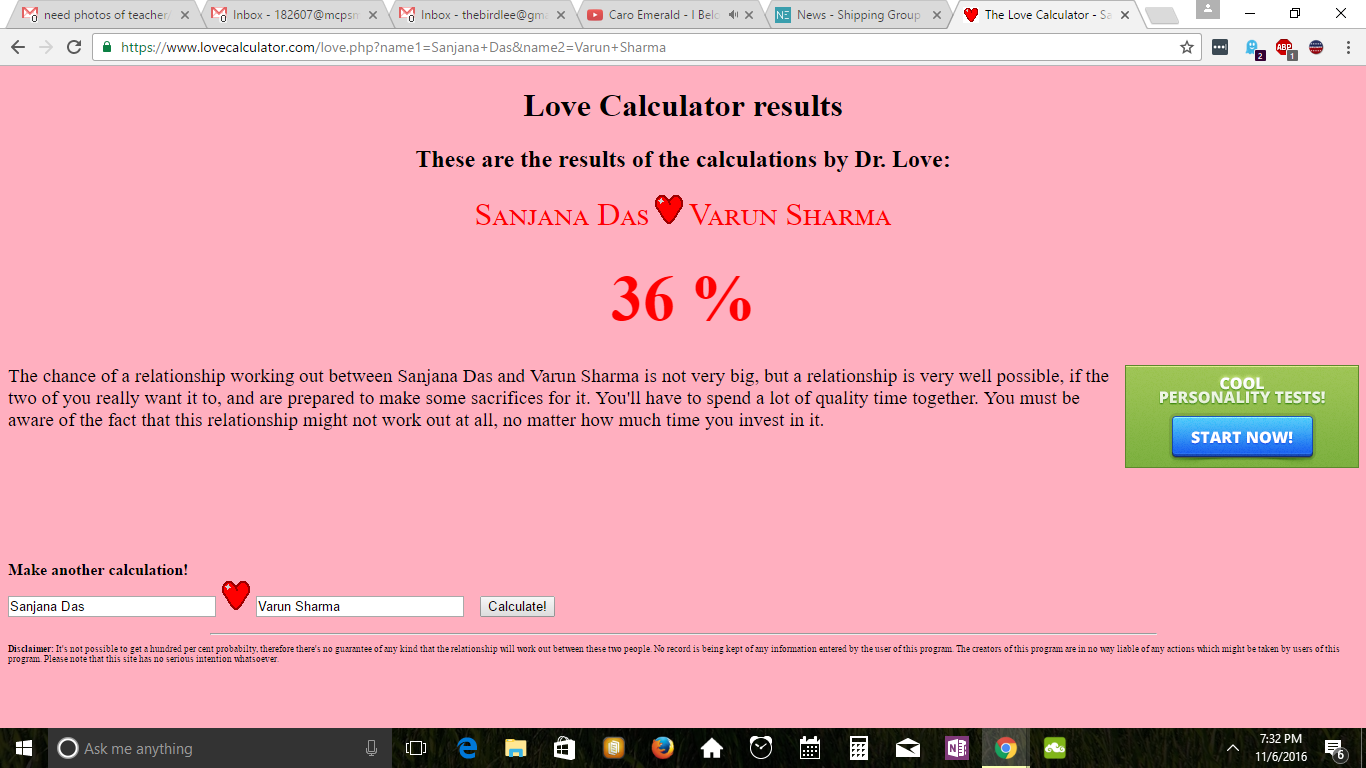 need photos of teacher/
Inbox - 182607@mcpsm
Inbox - thebirdlee@gma
Caro Emerald - I Belo
News - Shipping Group
The Love Calculator - Sa
https://www.lovecalculator.com/love.php?name1=Sanjana+Das&name2=Varun+Sharma
2
ABP
1
Love Calculator results
These are the results of the calculations by Dr. Love:
Sanjana Das Varun Sharma
36 %
The chance of a relationship working out between Sanjana Das and Varun Sharma is not very big, but a relationship is very well possible, if the
two of you really want it to, and are prepared to make some sacrifices for it. You'll have to spend a lot of quality time together. You must be
aware of the fact that this relationship might not work out at all, no matter how much time you invest in it.
COOL
PERSONALITY TESTS!
START NOW!
Make another calculation!
Sanjana Das Varun Sharma Calculate!
Disclaimer: It's not possible to get a hundred per cent probabilty, therefore there's no guarantee of any kind that the relationship will work out between these two people. No record is being kept of any information entered by the user of this program. The creators of this program are in no way liable of any actions which might be taken by users of this
program. Please note that this site has no serious intention whatsoever.
Ask me anything
7:32 PM
11/6/2016
6